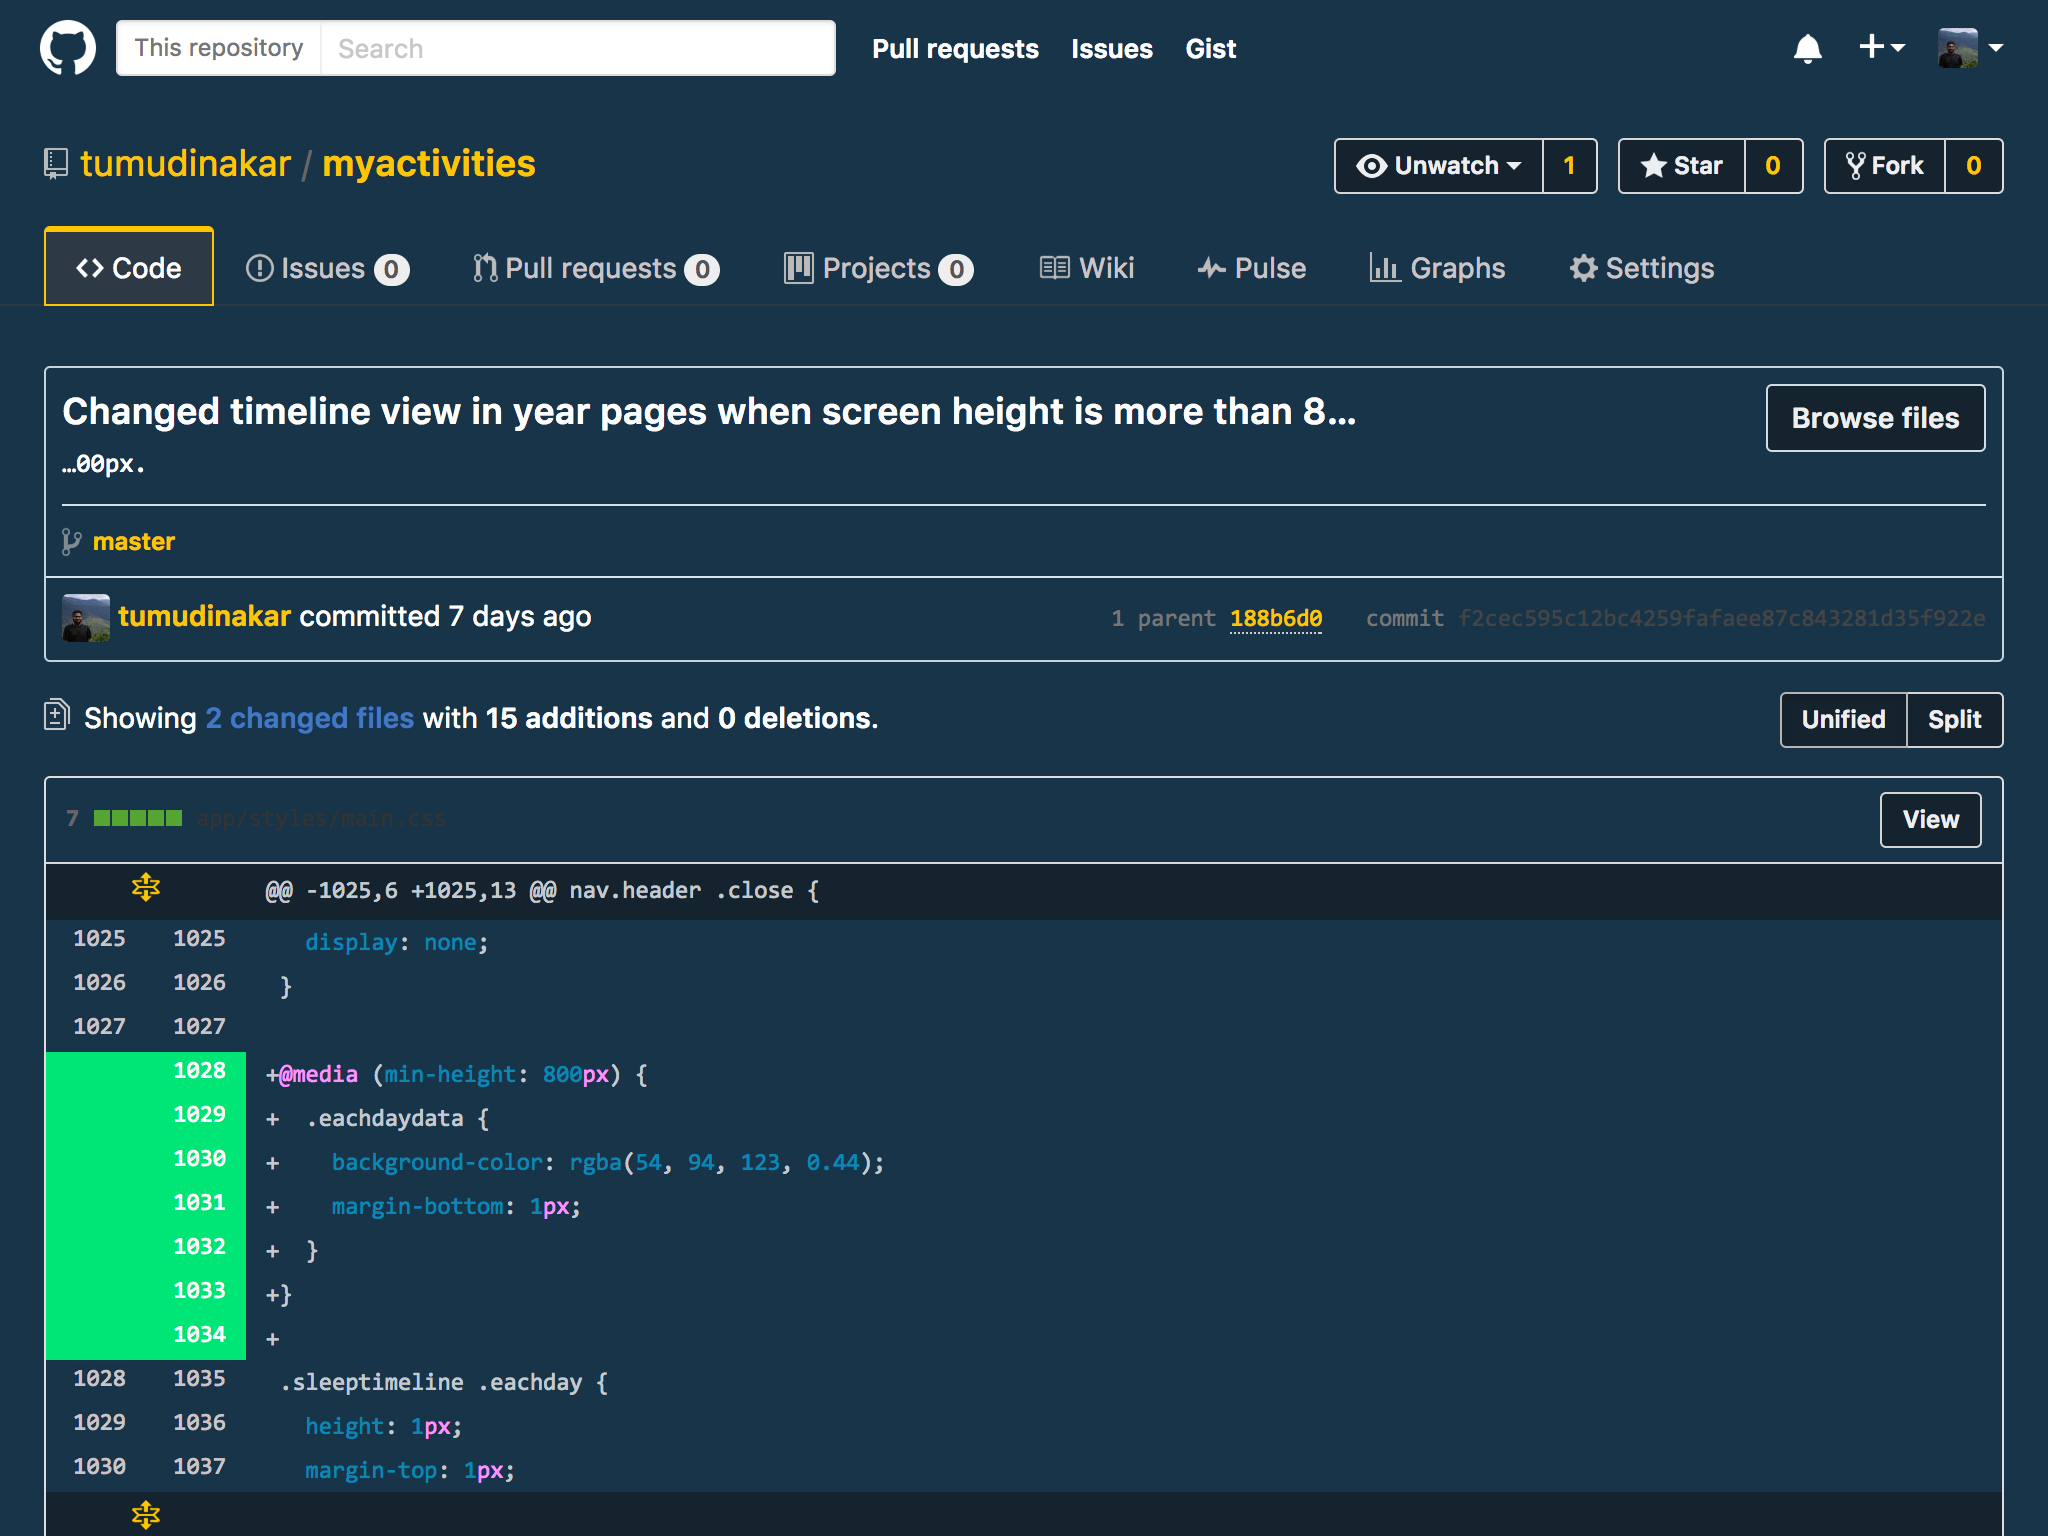 This repository Search Pull requests Issues Gist
tumudinakar / myactivities Unwatch 1 Star 0 Fork 0
Code Issues 0 Pull requests 0 Projects 0 Wiki Pulse Graphs Settings
Changed timeline view in year pages when screen height is more than 8… Browse files
…00px.
master
tumudinakar committed 7 days ago 1 parent 188b6d0 commit f2cec595c12bc4259fafaee87c843281d35f922e
Showing 2 changed files with 15 additions and 0 deletions. Unified Split
7 app/styles/main.css View
@@ -1025,6 +1025,13 @@ nav.header .close {
1025 1025 display: none;
1026 1026 }
1027 1027
1028 +@media (min-height: 800px) {
1029 + .eachdaydata {
1030 + background-color: rgba(54, 94, 123, 0.44);
1031 + margin-bottom: 1px;
1032 + }
1033 +}
1034 +
1028 1035 .sleeptimeline .eachday {
1029 1036 height: 1px;
1030 1037 margin-top: 1px;